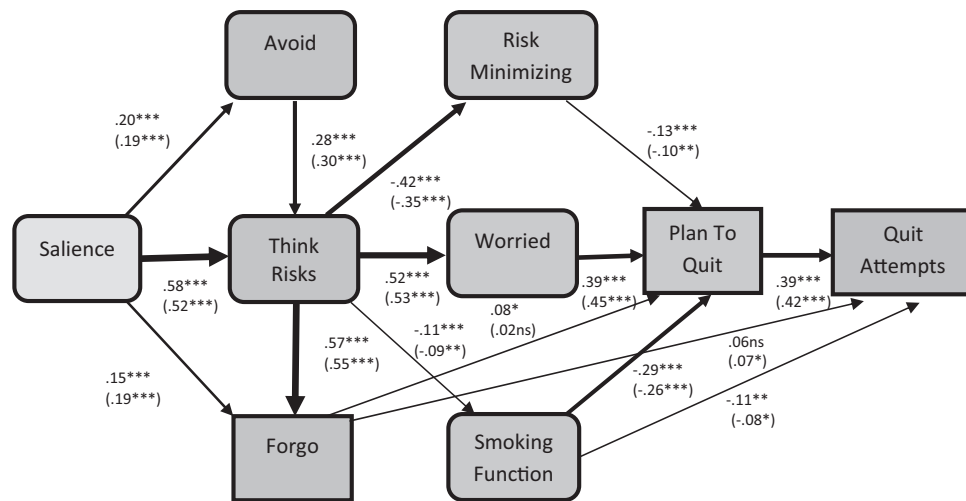 Avoid
Risk
Minimizing
.20***
(.19***)
.28***
(.30***)
-.13***
(-.10**)
-.42***
(-.35***)
Salience
Think
Risks
Worried
Plan To
Quit
Quit
Attempts
.58***
(.52***)
.52***
(.53***)
.39***
(.45***)
.39***
(.42***)
.08*
(.02ns)
.57***
(.55***)
-.11***
(-.09**)
.06ns
(.07*)
.15***
(.19***)
-.29***
(-.26***)
-.11**
(-.08*)
Forgo
Smoking
Function